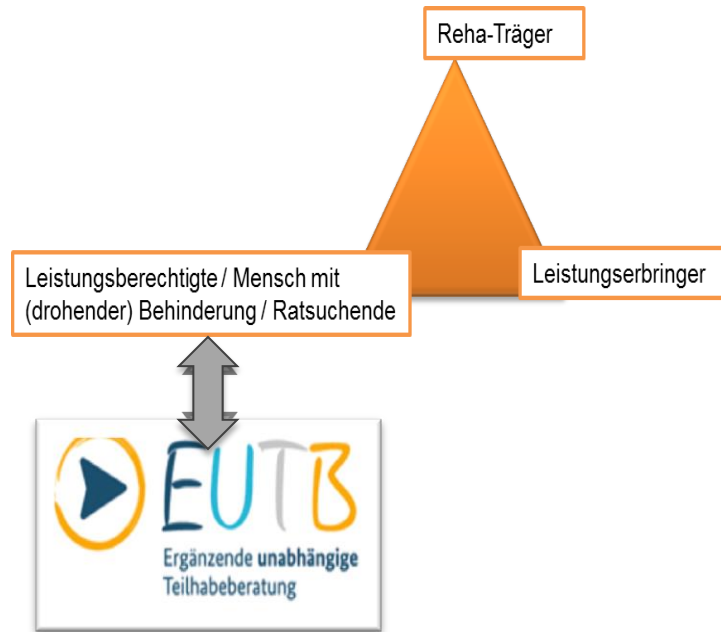 Reha-Träger
Leistungsberechtigte / Mensch mit
(drohender) Behinderung / Ratsuchende
Leistungserbringer
EUTB
Ergänzende unabhängige
Teilhabeberatung